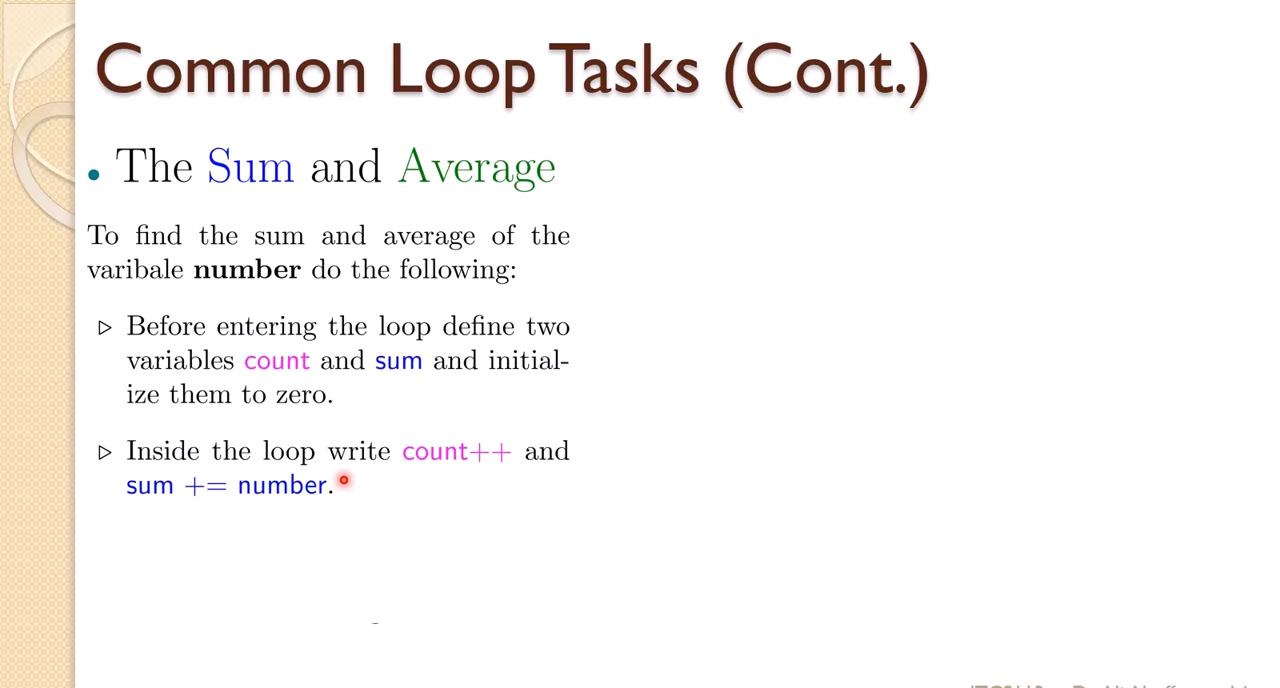 Common Loop Tasks (Cont.)
• The Sum and Average
To find the sum and average of the
varibale number do the following:
▷ Before entering the loop define two
variables count and sum and initial-
ize them to zero.
▷ Inside the loop write count++ and
sum += number.